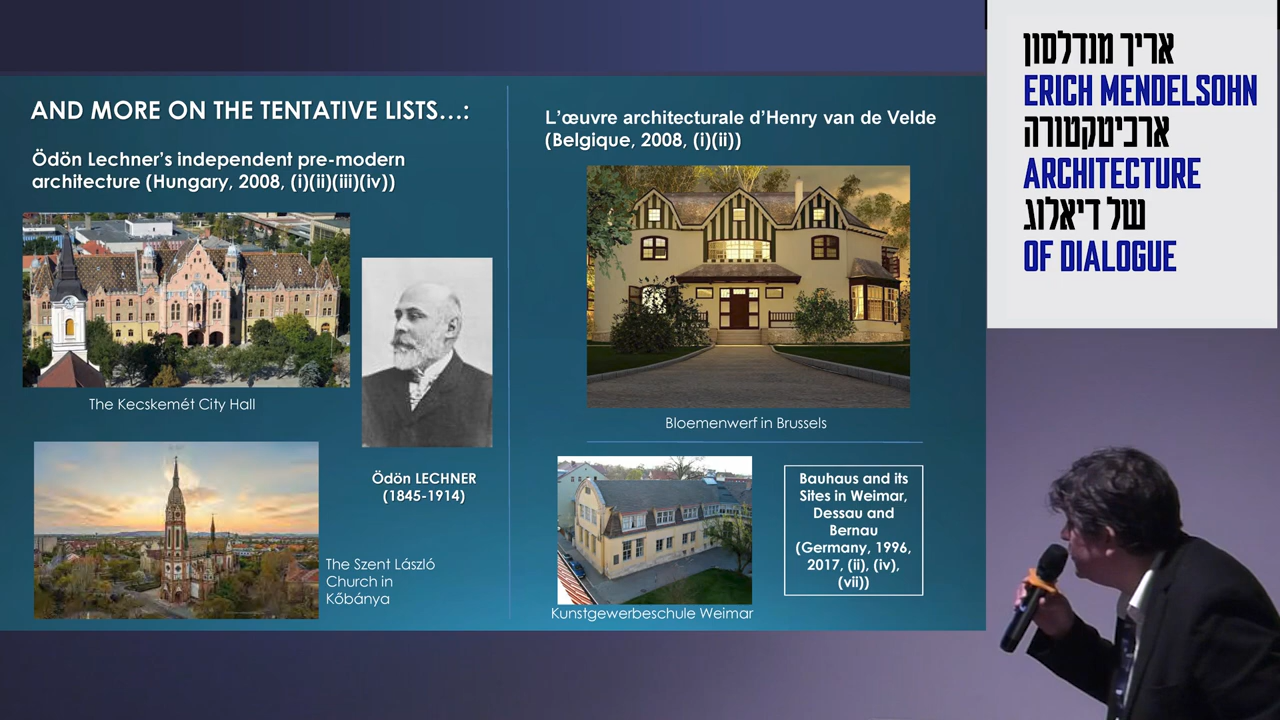 AND MORE ON THE TENTATIVE LISTS…:
Ödön Lechner's independent pre-modern
architecture (Hungary, 2008, (i)(ii)(iii)(iv))
The Kecskemét City Hall
Ödön LECHNER
(1845-1914)
The Szent László
Church in
Kőbánya
L'œuvre architecturale d'Henry van de Velde
(Belgique, 2008, (i)(ii))
Bloemenwerf in Brussels
Kunstgewerbeschule Weimar
Bauhaus and its
Sites in Weimar,
Dessau and
Bernau
(Germany, 1996,
2017, (ii), (iv),
(vii))
אריך מנדלסון
ERICH MENDELSOHN
ארכיטקטורה
ARCHITECTURE
של דיאלוג
OF DIALOGUE